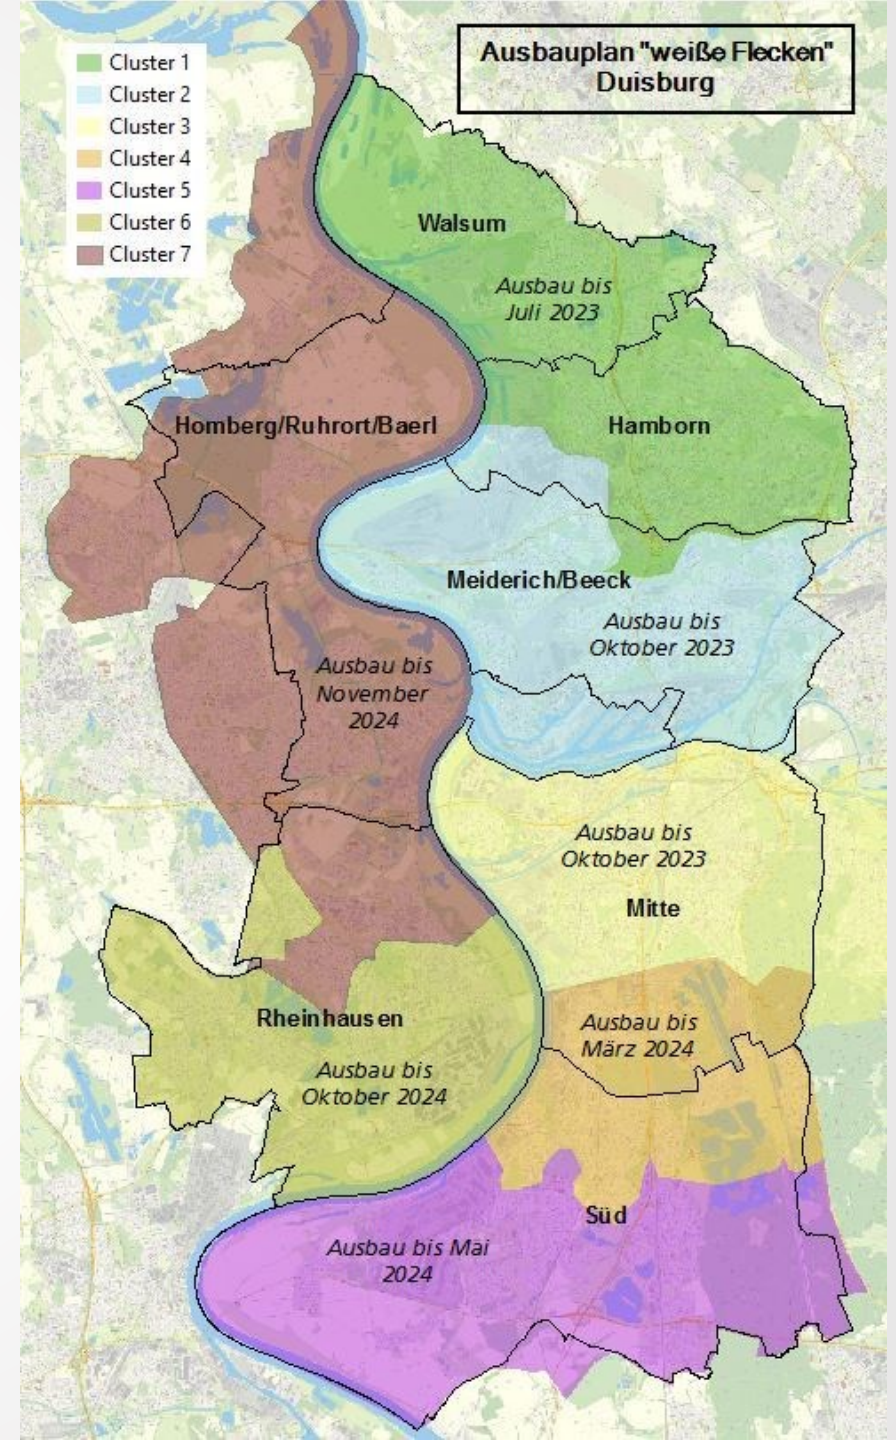 Ausbauplan "weiße Flecken"
Duisburg
Cluster 1
Cluster 2
Cluster 3
Cluster 4
Cluster 5
Cluster 6
Cluster 7
Walsum
Ausbau bis
Juli 2023
Homberg/Ruhrort/Baerl
Hamborn
Meiderich/Beeck
Ausbau bis
Oktober 2023
Ausbau bis
November
2024
Ausbau bis
Oktober 2023
Mitte
Ausbau bis
März 2024
Rheinhausen
Ausbau bis
Oktober 2024
Süd
Ausbau bis Mai
2024